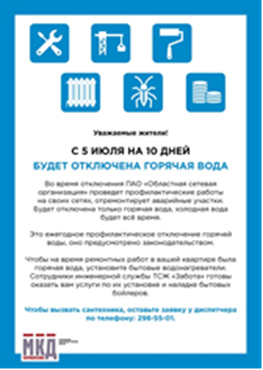 Уважаемые жители!
С 5 ИЮЛЯ НА 10 ДНЕЙ
БУДЕТ ОТКЛЮЧЕНА ГОРЯЧАЯ ВОДА
Во время отключения ПАО «Областная сетевая
организация» проведет профилактические работы
на своих сетях, отремонтирует аварийные участки.
Будет отключена только горячая вода, холодная вода
будет всё время.
Это ежегодное профилактическое отключение горячей
воды, оно предусмотрено законодательством.
Чтобы на время ремонтных работ в вашей квартире была
горячая вода, установите бытовые водонагреватели.
Сотрудники инженерной службы ТСЖ «Забота» готовы
оказать вам услуги по их установке и наладке бытовых
бойлеров.
Чтобы вызвать сантехника, оставьте заявку у диспетчера
по телефону: 298-55-01.
МКД